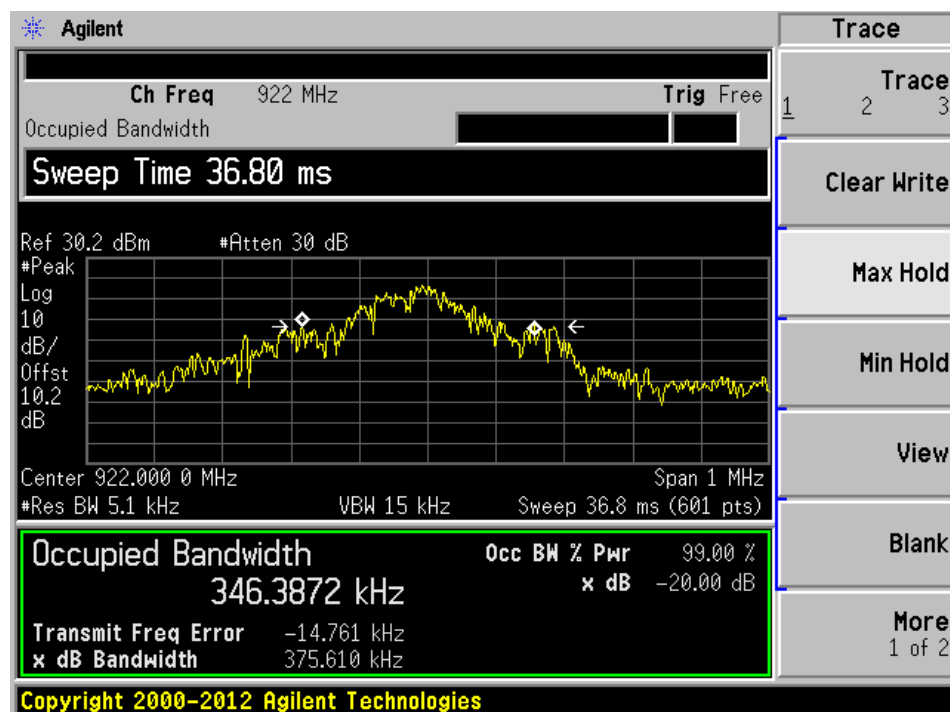 Agilent
Trace
Ch Freq 922 MHz Trig Free
Occupied Bandwidth
Sweep Time 36.80 ms
Ref 30.2 dBm #Atten 30 dB
#Peak
Log
10
dB/
Offst
10.2
dB
Center 922.000 0 MHz Span 1 MHz
#Res BW 5.1 kHz VBW 15 kHz Sweep 36.8 ms (601 pts)
Occupied Bandwidth
346.3872 kHz
Occ BW % Pwr 99.00 %
x dB -20.00 dB
Transmit Freq Error -14.761 kHz
x dB Bandwidth 375.610 kHz
Copyright 2000-2012 Agilent Technologies
Trace
1 2 3
Clear Write
Max Hold
Min Hold
View
Blank
More
1 of 2